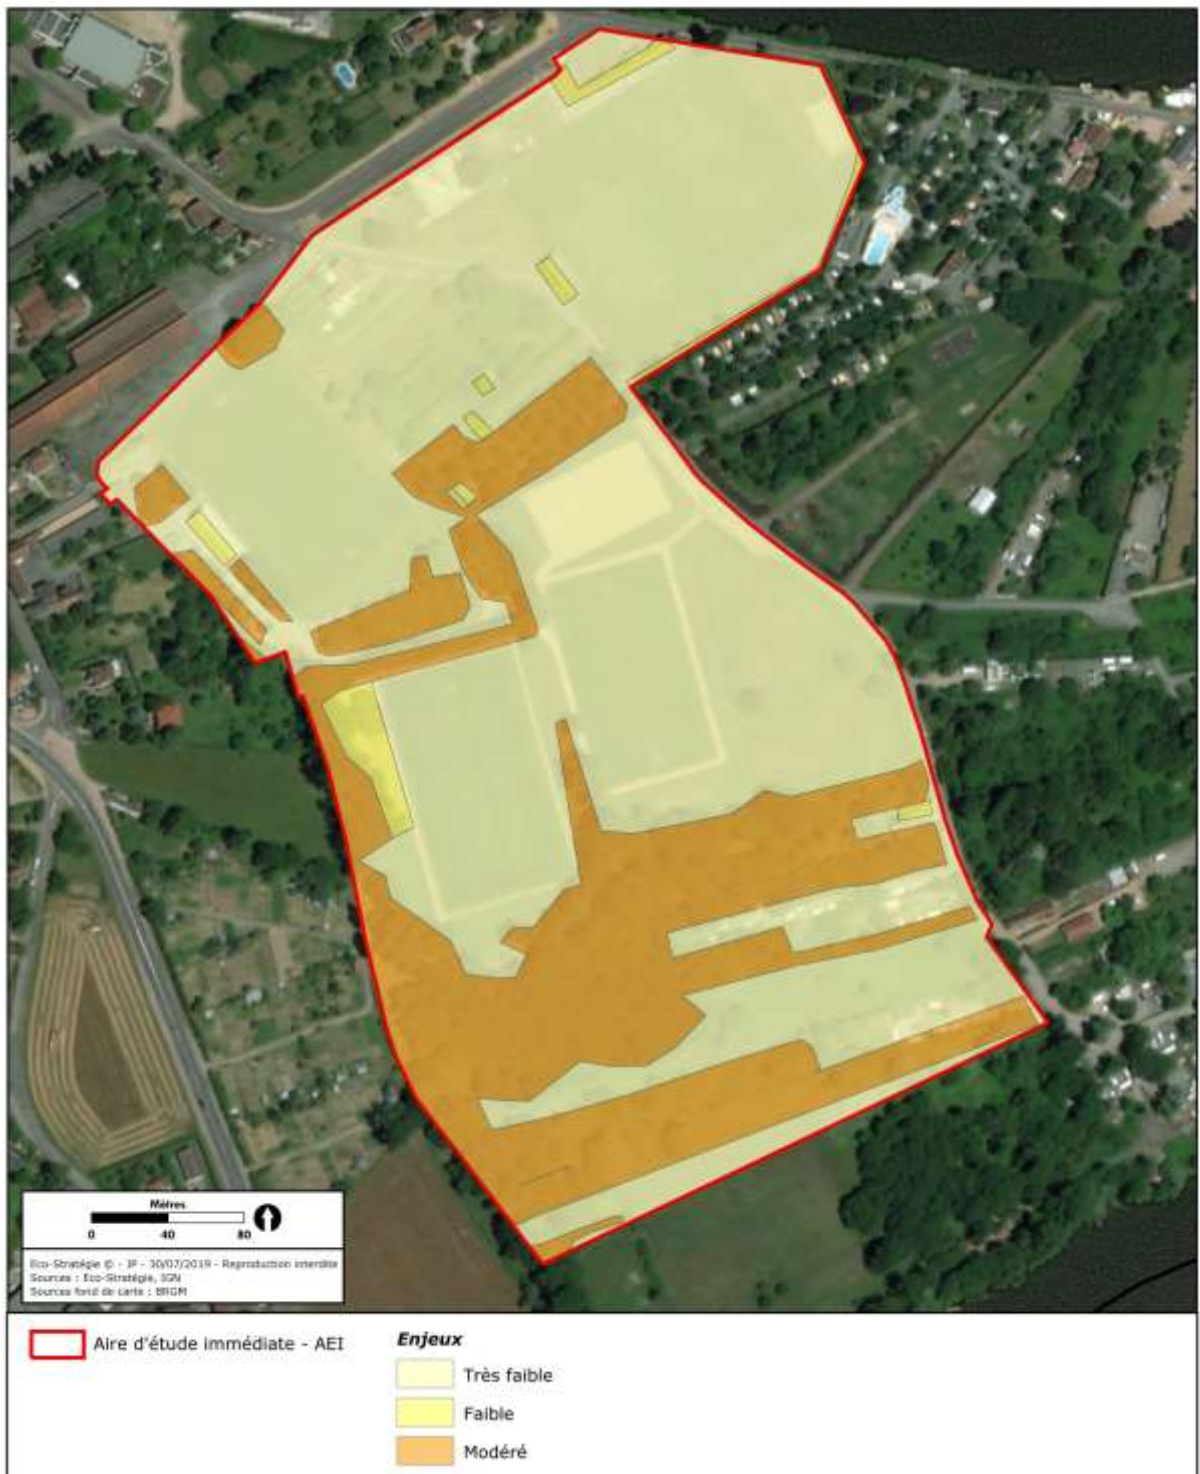 Mètres
0 40 80
Eco-Stratégie © - JP - 30/07/2019 - Reproduction interdite
Sources : Eco-Stratégie, IGN
Sources fond de carte : BRGM
Aire d'étude immédiate - AEI
Enjeux
Très faible
Faible
Modéré